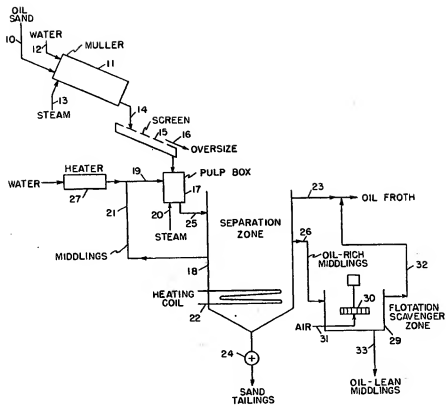 OIL
SAND
10
WATER
12
MULLER
11
13
STEAM
14
SCREEN
15
16
OVERSIZE
HEATER
WATER
27
19
PULP BOX
17
21
20
25
STEAM
MIDDLINGS
18
SEPARATION
ZONE
23
OIL FROTH
26
OIL-RICH
MIDDLINGS
32
HEATING
COIL
22
30
FLOTATION
SCAVENGER
ZONE
AIR
31
29
24
33
SAND
TAILINGS
OIL-LEAN MIDDLINGS